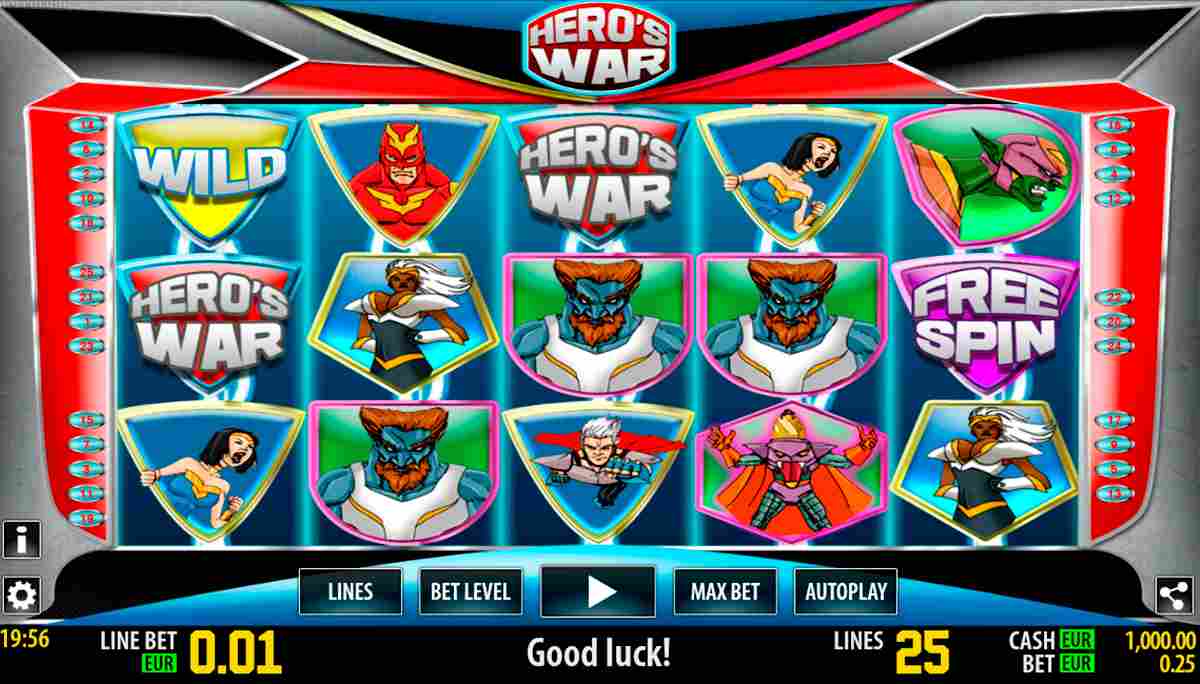 HERO'S
WAR
WILD
HERO'S
WAR
HERO'S
WAR
FREE
SPIN
LINES
BET LEVEL
MAX BET
AUTOPLAY
19:56
LINE BET
EUR
0.01
Good luck!
LINES
25
CASH EUR 1,000.00
BET EUR 0.25